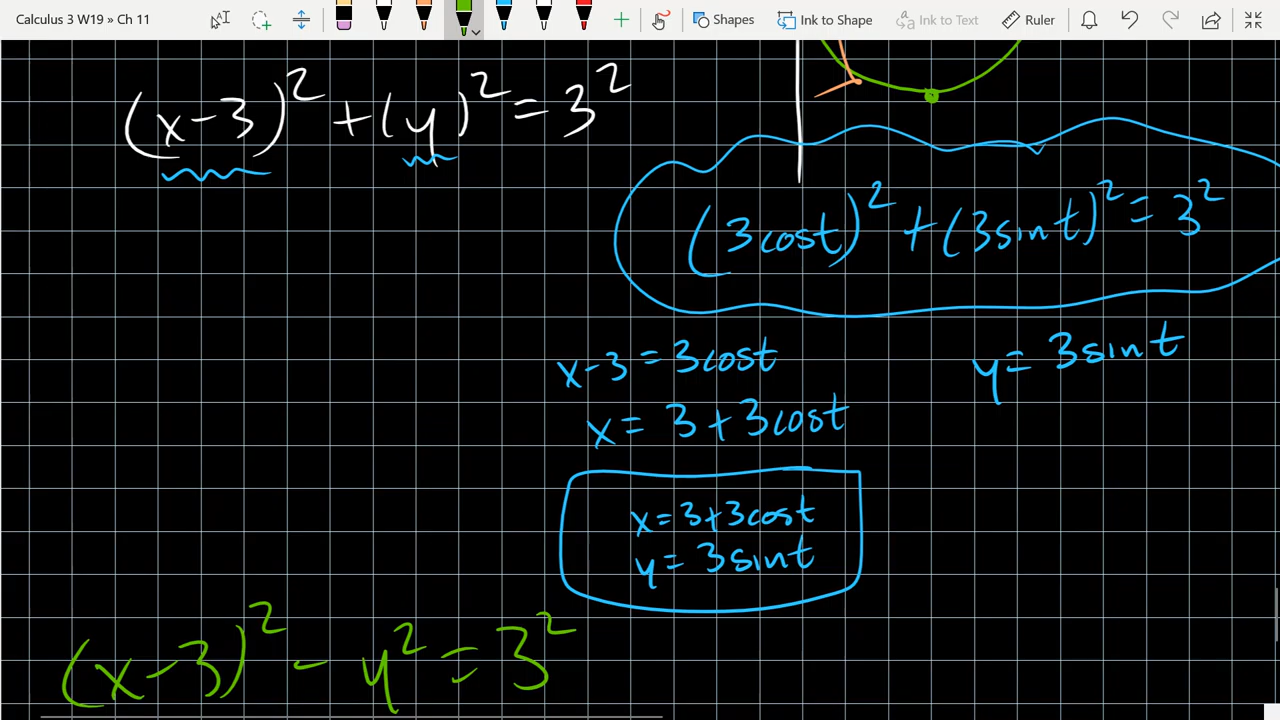 Calculus 3 W19 » Ch 11
Shapes
Ink to Shape
Ink to Text
Ruler
(x-3)² + (y)² = 3²
(3cost)² + (3sint)² = 3²
x-3 = 3cost
y = 3sint
x = 3 + 3cost
x = 3+3cost
y = 3sint
(x-3)² - y² = 3²